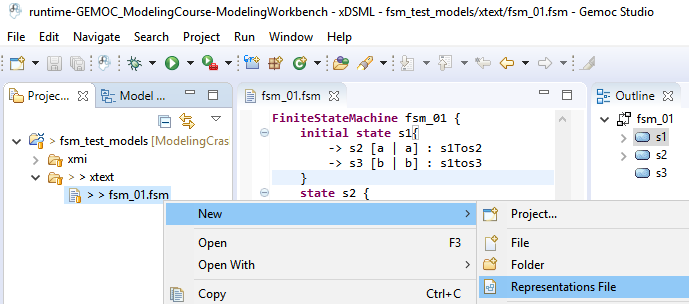 runtime-GEMOC_ModelingCourse-ModelingWorkbench - xDSML - fsm_test_models/xtext/fsm_01.fsm - Gemoc Studio
File Edit Navigate Search Project Run Window Help
Projec...
Model ...
> fsm_test_models [ModelingCras
xmi
> > xtext
> > fsm_01.fsm
fsm_01.fsm
FiniteStateMachine fsm_01 {
initial state s1{
-> s2 [a | a] : s1Tos2
-> s3 [b | b] : s1tos3
}
state s2 {
Outline
fsm_01
s1
s2
s3
New
Open F3
Open With
Copy Ctrl+C
Project...
File
Folder
Representations File